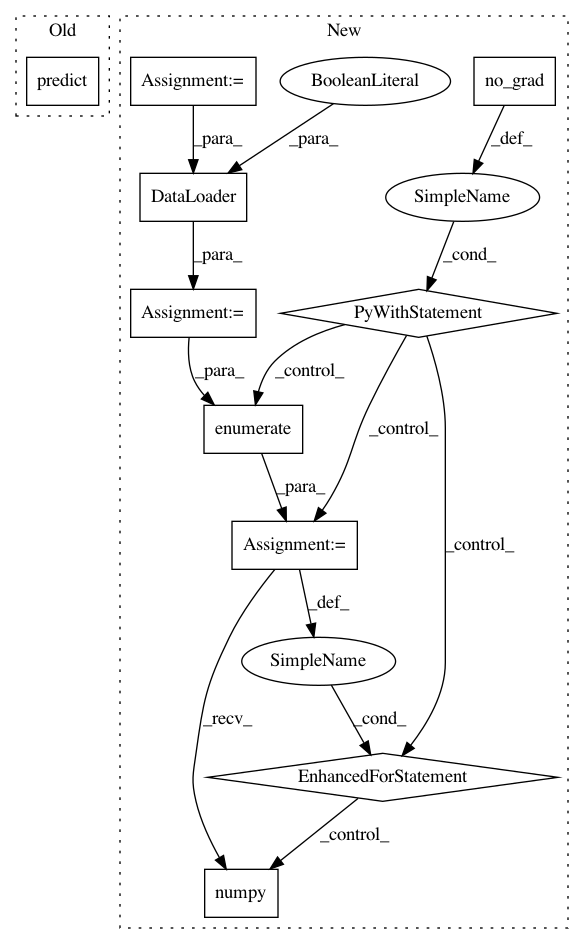 Old
New
predict
Assignment:=
BooleanLiteral
no_grad
_para_
_para_
_def_
DataLoader
SimpleName
_para_
_cond_
Assignment:=
PyWithStatement
_para_
_control_
enumerate
_control_
_para_
Assignment:=
_control_
_def_
SimpleName
_recv_
_cond_
EnhancedForStatement
_control_
numpy